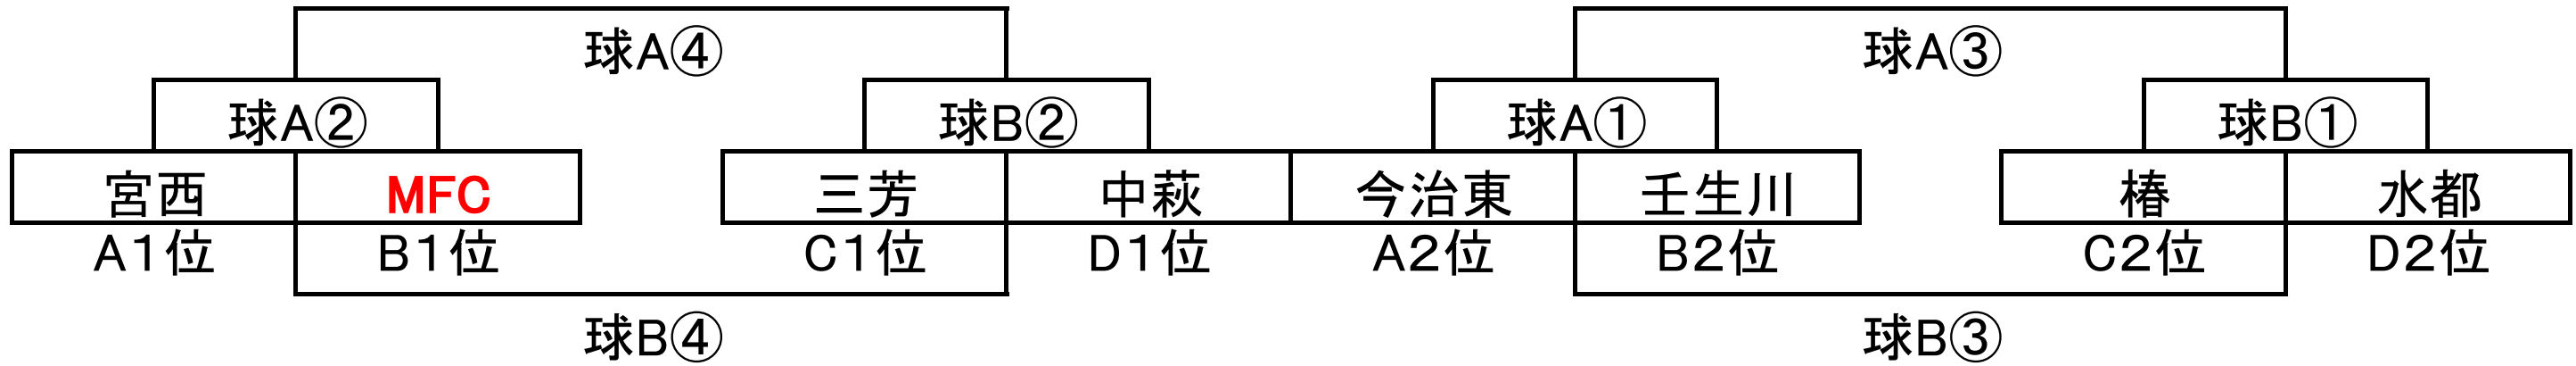 球A④ 球A③
球A② 球B② 球A① 球B①
宮西 MFC 三芳 中萩 今治東 壬生川 椿 水都
A1位 B1位 C1位 D1位 A2位 B2位 C2位 D2位
球B④ 球B③